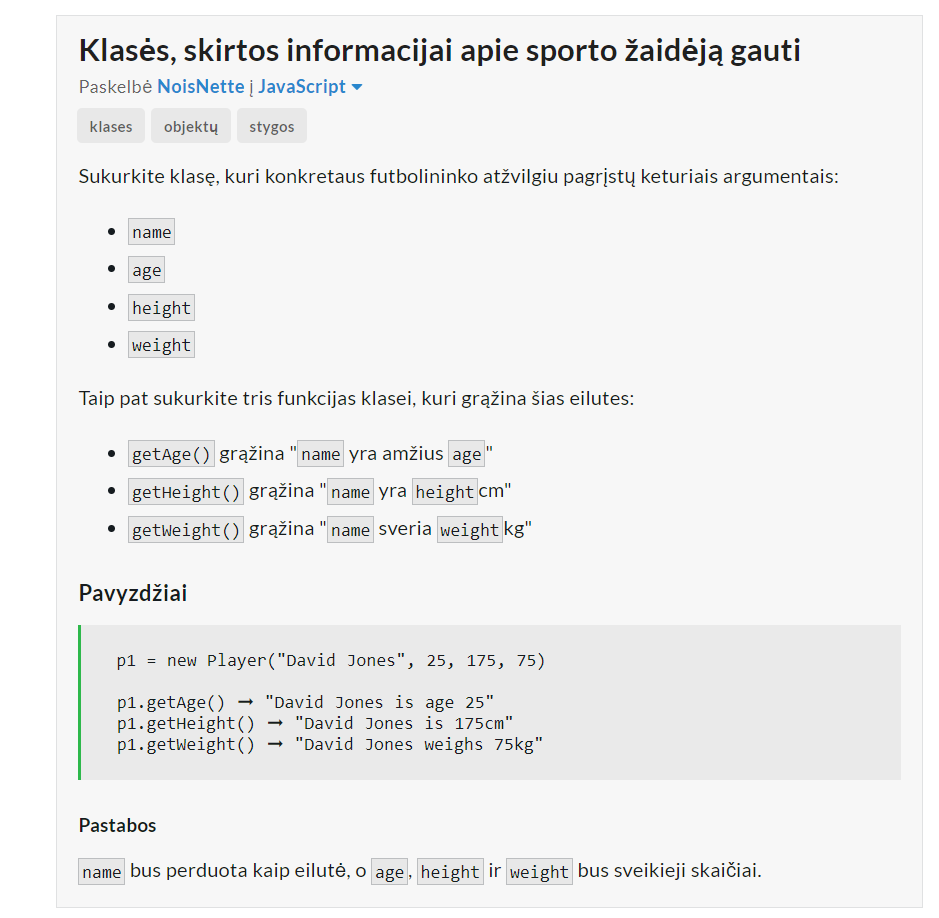 Klasės, skirtos informacijai apie sporto žaidėją gauti
Paskelbė NoisNette į JavaScript
klases objektų stygos
Sukurkite klasę, kuri konkretaus futbolininko atžvilgiu pagrįstų keturiais argumentais:
• name
• age
• height
• weight
Taip pat sukurkite tris funkcijas klasei, kuri grąžina šias eilutes:
• getAge() grąžina "name yra amžius age"
• getHeight() grąžina "name yra height cm"
• getWeight() grąžina "name sveria weight kg"
Pavyzdžiai
p1 = new Player("David Jones", 25, 175, 75)
p1.getAge() ➞ "David Jones is age 25"
p1.getHeight() ➞ "David Jones is 175cm"
p1.getWeight() ➞ "David Jones weighs 75kg"
Pastabos
name bus perduota kaip eilutė, o age, height ir weight bus sveikieji skaičiai.